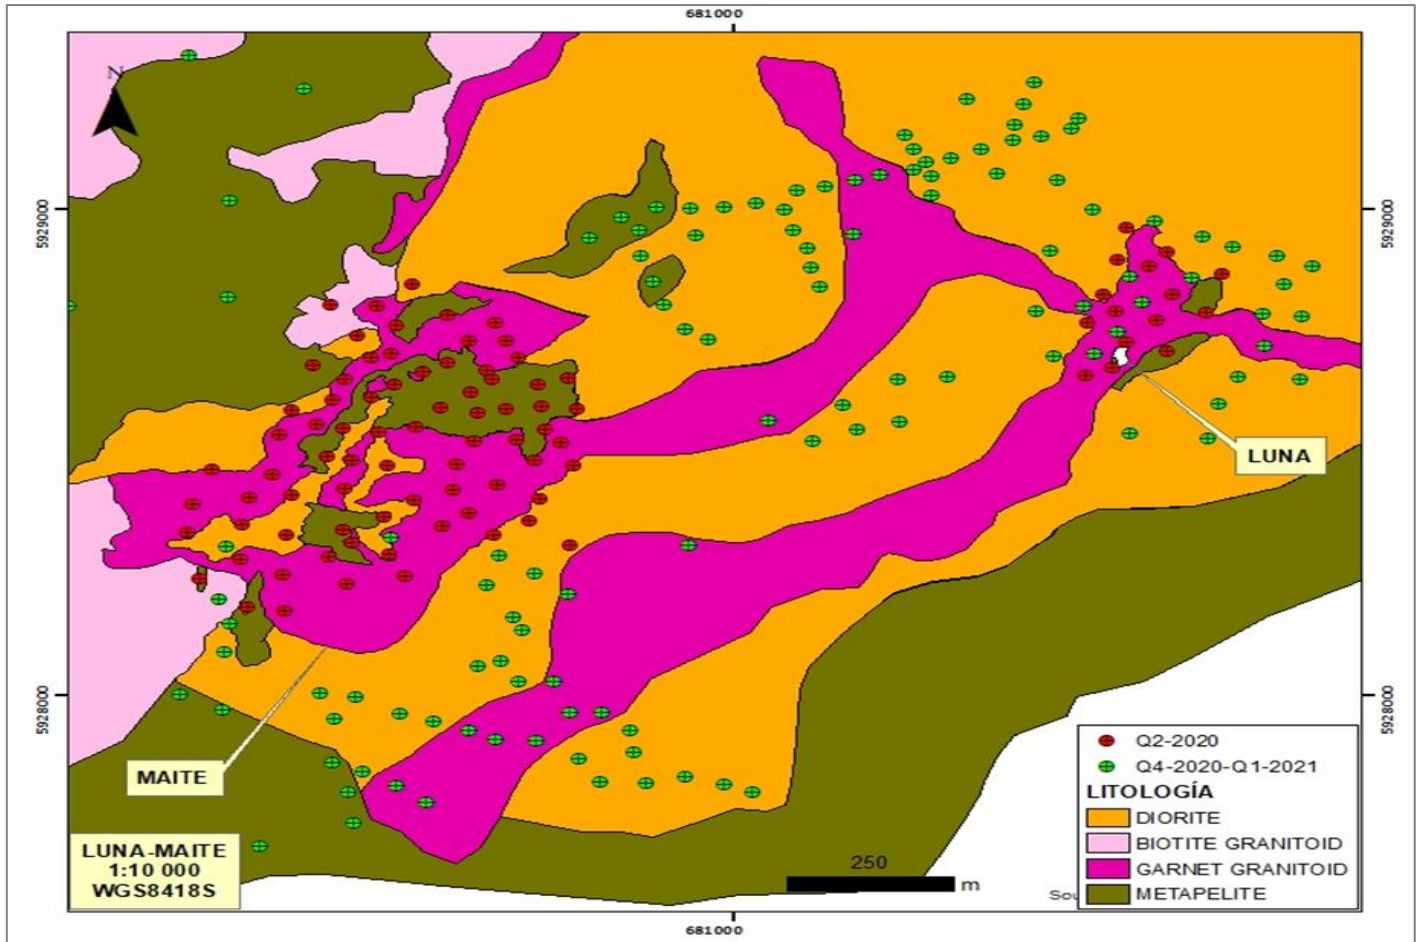 681000
N
5929000
5929000
LUNA
5928000
5928000
MAITE
Q2-2020
Q4-2020-Q1-2021
LITOLOGÍA
DIORITE
BIOTITE GRANITOID
GARNET GRANITOID
METAPELITE
LUNA-MAITE
1:10 000
WGS8418S
250
m
Sou
681000